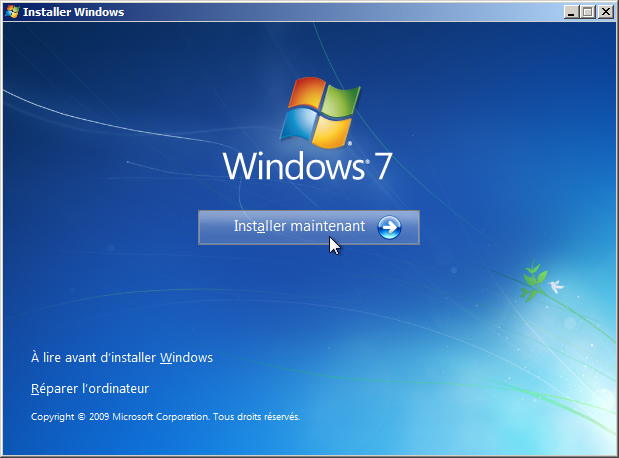 Installer Windows
Windows® 7
Installer maintenant
À lire avant d'installer Windows
Réparer l'ordinateur
Copyright © 2009 Microsoft Corporation. Tous droits réservés.